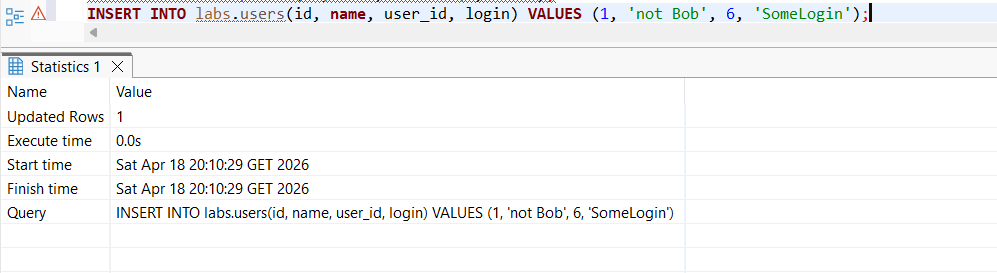 INSERT INTO labs.users(id, name, user_id, login) VALUES (1, 'not Bob', 6, 'SomeLogin');
Statistics 1
Name Value
Updated Rows 1
Execute time 0.0s
Start time Sat Apr 18 20:10:29 GET 2026
Finish time Sat Apr 18 20:10:29 GET 2026
Query INSERT INTO labs.users(id, name, user_id, login) VALUES (1, 'not Bob', 6, 'SomeLogin')